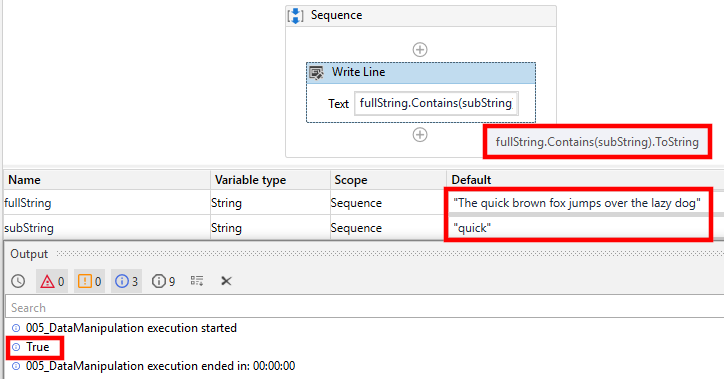 Sequence
Write Line
Text fullString.Contains(subString
fullString.Contains(subString).ToString
Name Variable type Scope Default
fullString String Sequence "The quick brown fox jumps over the lazy dog"
subString String Sequence "quick"
Output
0 0 3 9
Search
005_DataManipulation execution started
True
005_DataManipulation execution ended in: 00:00:00